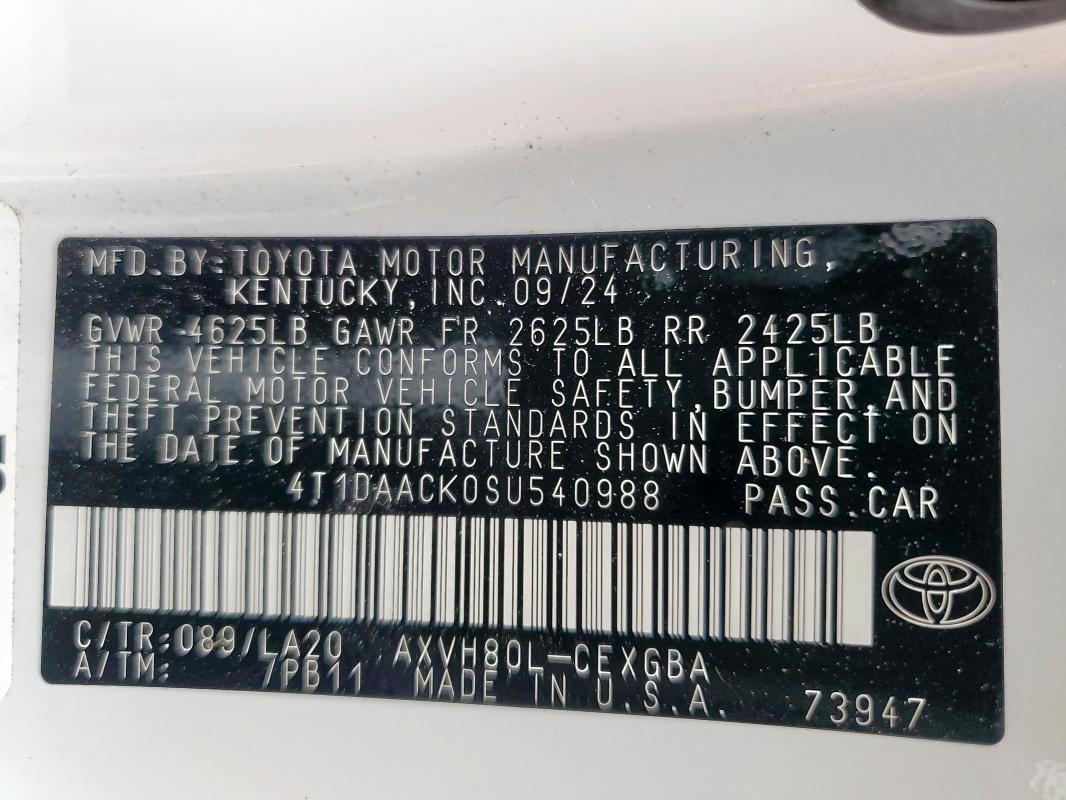 MFD.BY:TOYOTA MOTOR MANUFACTURING,
KENTUCKY,INC.09/24
GVWR 4625LB GAWR FR 2625LB RR 2425LB
THIS VEHICLE CONFORMS TO ALL APPLICABLE
FEDERAL MOTOR VEHICLE SAFETY,BUMPER,AND
THEFT PREVENTION STANDARDS IN EFFECT ON
THE DATE OF MANUFACTURE SHOWN ABOVE.
4T1DAACK0SU540988 PASS.CAR
C/TR:089/LA20 AXVH80L-CEXGBA
A/TM: /PB11 MADE IN U.S.A. 73947